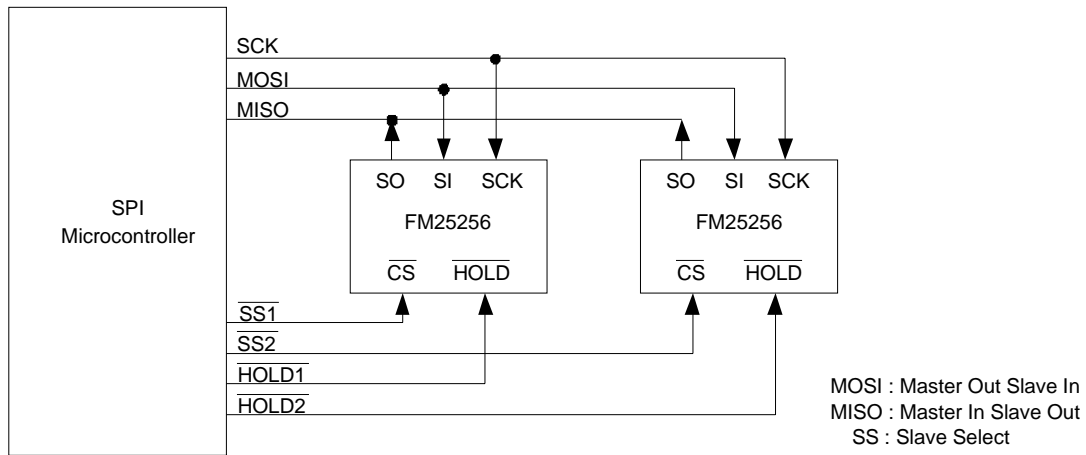 SCK
MOSI
MISO
SO SI SCK
FM25256
CS HOLD
SO SI SCK
FM25256
CS HOLD
SPI
Microcontroller
SS1
SS2
HOLD1
HOLD2
MOSI : Master Out Slave In
MISO : Master In Slave Out
SS : Slave Select